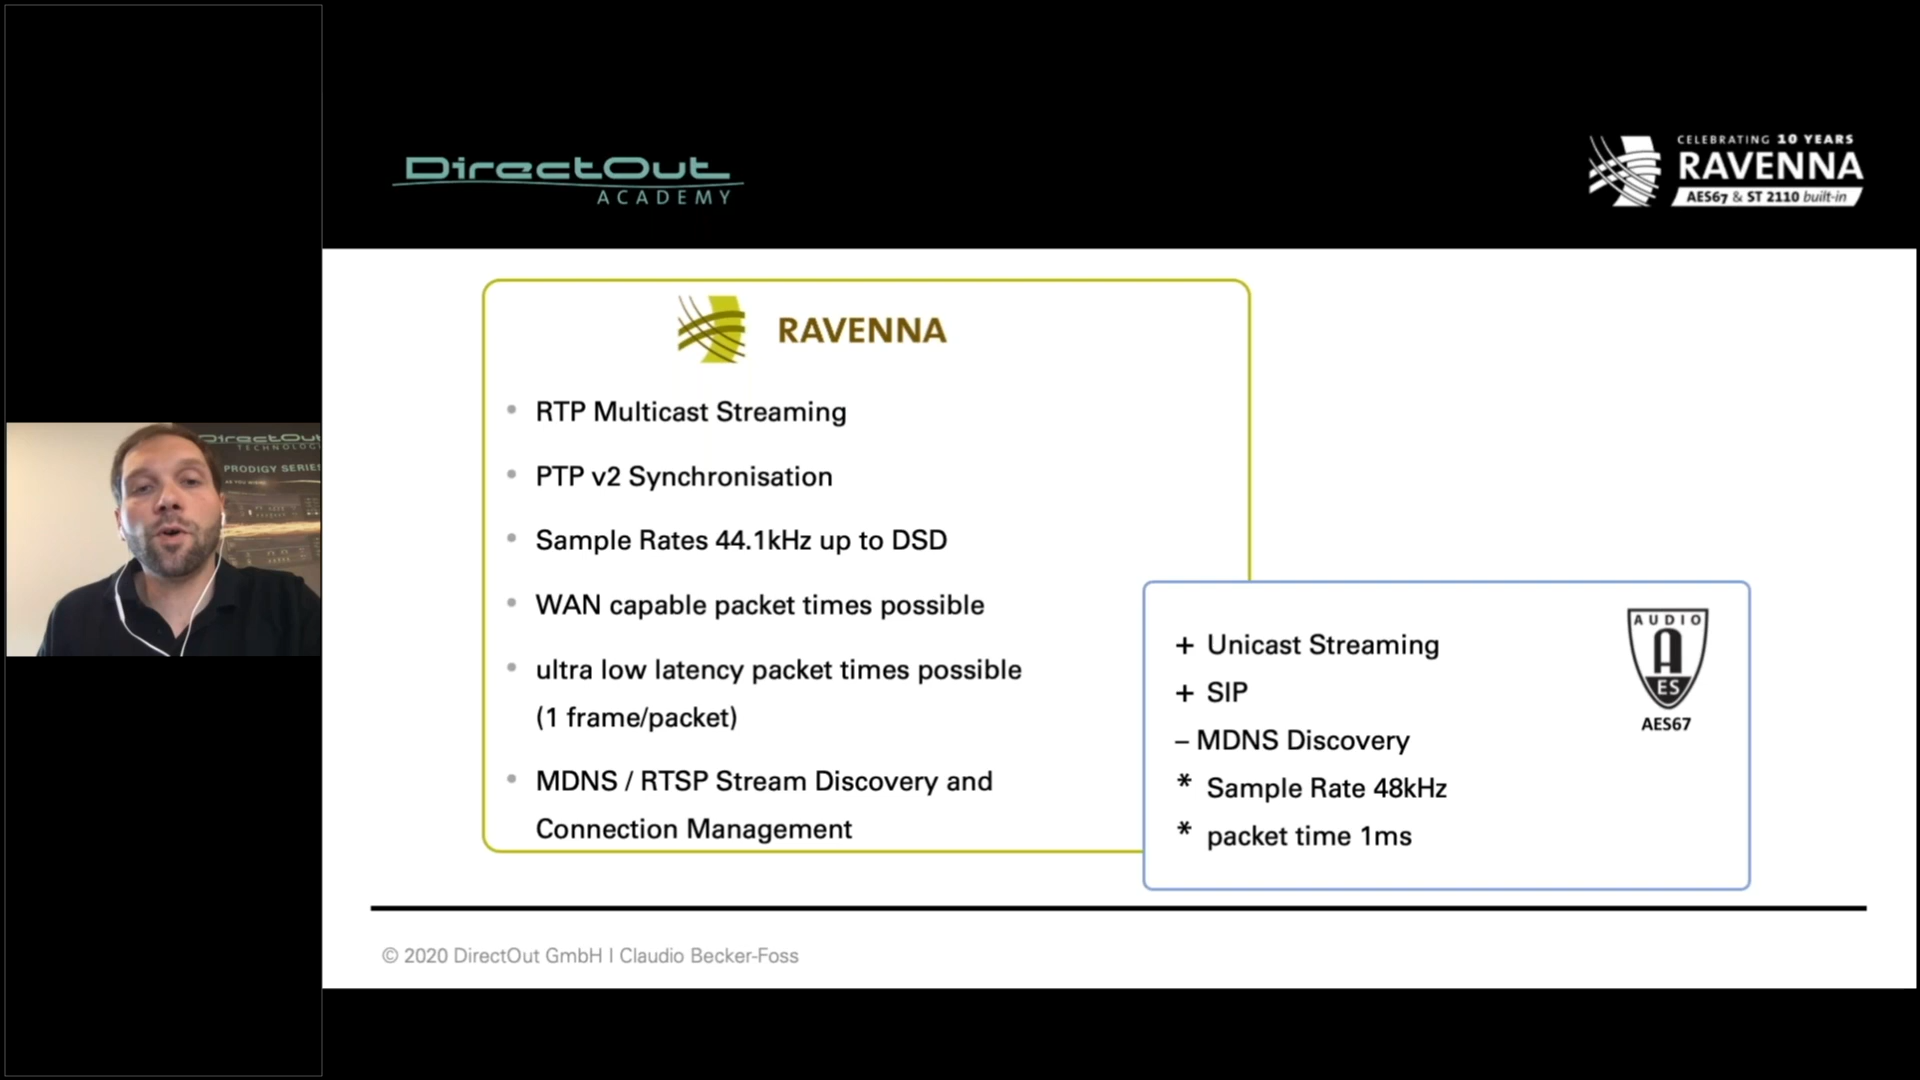 DirectOut
ACADEMY
CELEBRATING 10 YEARS
RAVENNA
AES67 & ST 2110 built-in
DirectOut
TECHNOLOGI
PRODIGY SERIES
RAVENNA
• RTP Multicast Streaming
• PTP v2 Synchronisation
• Sample Rates 44.1kHz up to DSD
• WAN capable packet times possible
• ultra low latency packet times possible
(1 frame/packet)
• MDNS / RTSP Stream Discovery and
Connection Management
+ Unicast Streaming
+ SIP
– MDNS Discovery
* Sample Rate 48kHz
* packet time 1ms
AUDIO
AES
AES67
© 2020 DirectOut GmbH I Claudio Becker-Foss